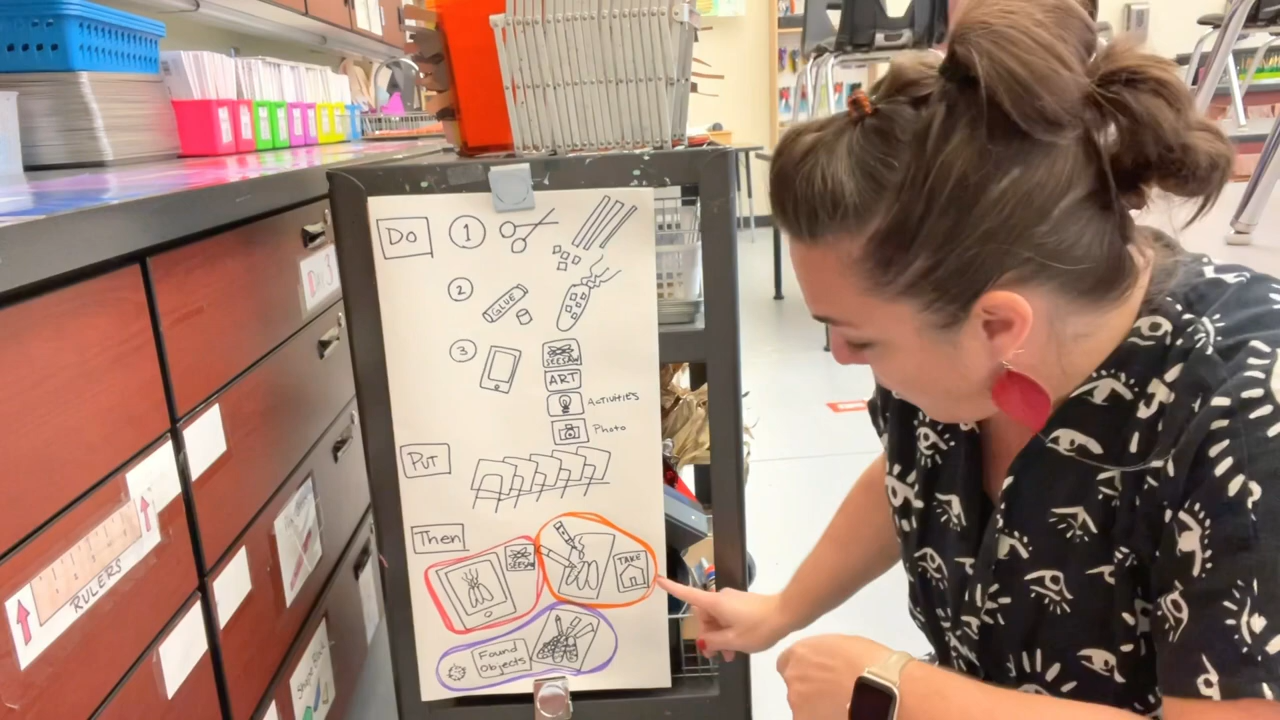 Do
1
2
GLUE
3
SEESAW
ART
ACTIVITIES
PHOTO
PUT
Then
SEESAW
TAKE
Found
Objects
RULERS